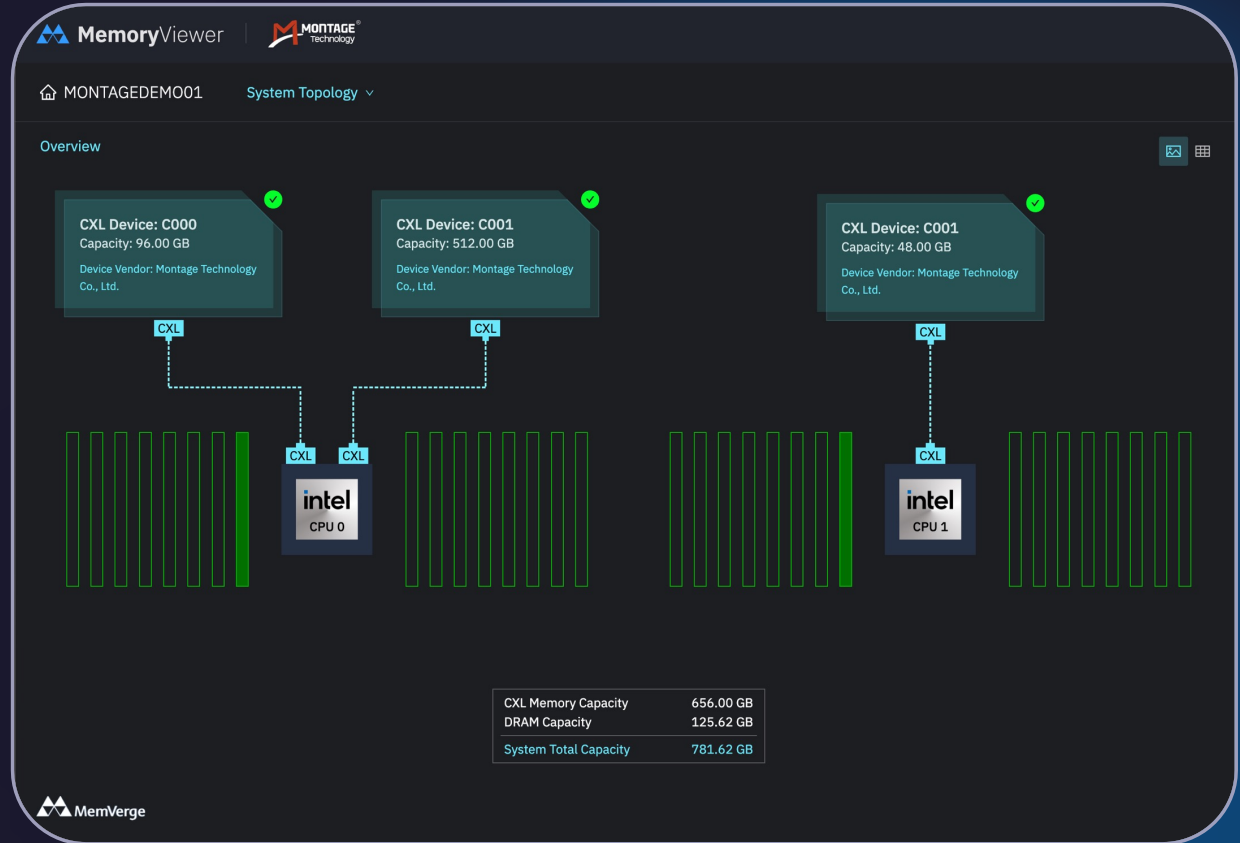 MemoryViewer
MONTAGE®
Technology
MONTAGEDEMO01
System Topology
Overview
CXL Device: C000
Capacity: 96.00 GB
Device Vendor: Montage Technology
Co., Ltd.
CXL
CXL Device: C001
Capacity: 512.00 GB
Device Vendor: Montage Technology
Co., Ltd.
CXL
CXL Device: C001
Capacity: 48.00 GB
Device Vendor: Montage Technology
Co., Ltd.
CXL
CXL
CXL
intel
CPU 0
CXL
intel
CPU 1
CXL Memory Capacity 656.00 GB
DRAM Capacity 125.62 GB
System Total Capacity 781.62 GB
MemVerge